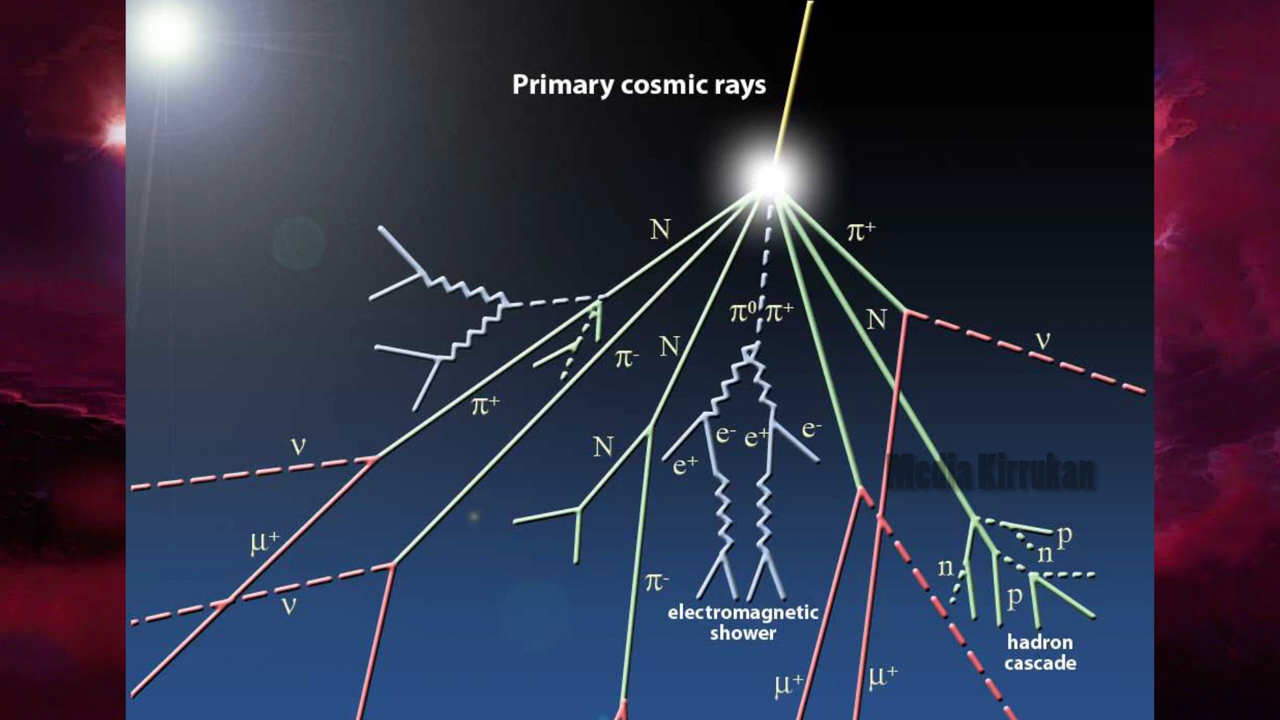 Primary cosmic rays
N
π+
π0
π+
N
ν
π-
N
π+
e-
e+
e-
e+
ν
N
Media Kirrukan
μ+
p
n
n
ν
π-
p
electromagnetic
shower
hadron
cascade
μ+
μ+